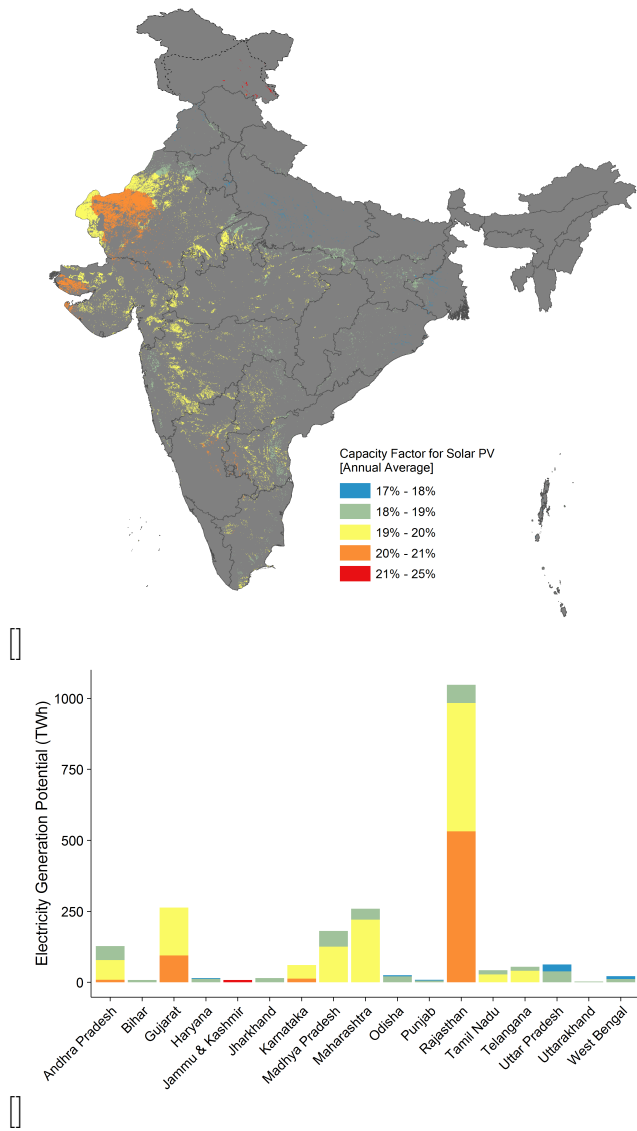 Capacity Factor for Solar PV
[Annual Average]
17% - 18%
18% - 19%
19% - 20%
20% - 21%
21% - 25%
[]
Electricity Generation Potential (TWh)
1000
750
500
250
0
Andhra Pradesh
Bihar
Gujarat
Haryana
Jammu & Kashmir
Jharkhand
Karnataka
Madhya Pradesh
Maharashtra
Odisha
Punjab
Rajasthan
Tamil Nadu
Telangana
Uttar Pradesh
Uttarakhand
West Bengal
[]